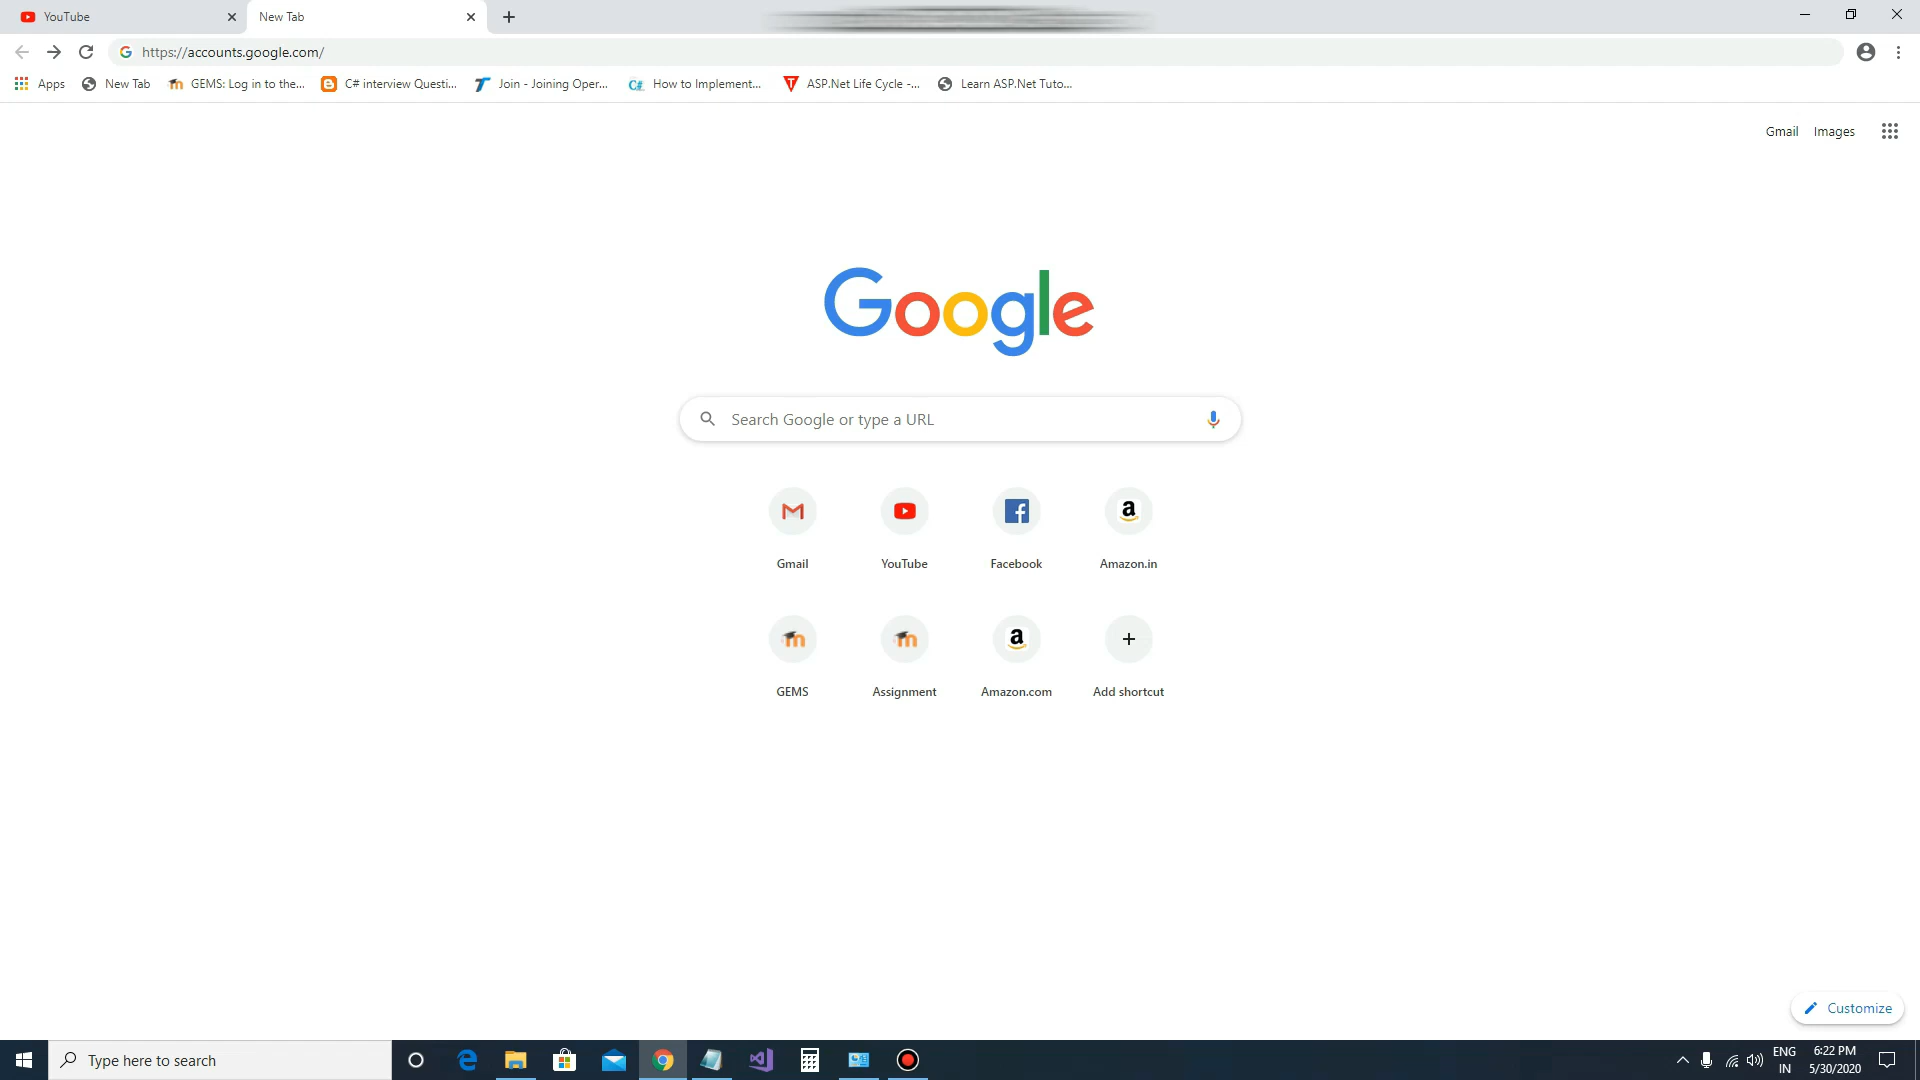 YouTube
New Tab
https://accounts.google.com/
Apps
New Tab
GEMS: Log in to the...
C# interview Questi...
Join - Joining Oper...
How to Implement...
ASP.Net Life Cycle -...
Learn ASP.Net Tuto...
Gmail
Images
Google
Search Google or type a URL
Gmail
YouTube
Facebook
Amazon.in
GEMS
Assignment
Amazon.com
Add shortcut
Customize
Type here to search
ENG
IN
6:22 PM
5/30/2020